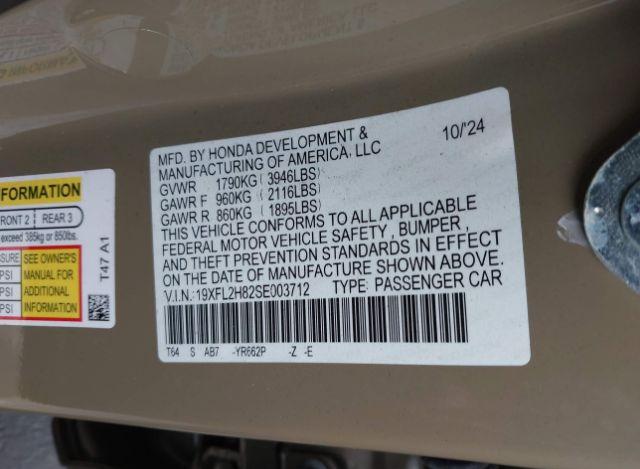 MFD. BY HONDA DEVELOPMENT & 10/'24
MANUFACTURING OF AMERICA, LLC
GVWR 1790KG ( 3946LBS)
GAWR F 960KG ( 2116LBS)
GAWR R 860KG ( 1895LBS)
THIS VEHICLE CONFORMS TO ALL APPLICABLE
FEDERAL MOTOR VEHICLE SAFETY , BUMPER ,
AND THEFT PREVENTION STANDARDS IN EFFECT
ON THE DATE OF MANUFACTURE SHOWN ABOVE.
V.I.N.: 19XFL2H82SE003712 TYPE: PASSENGER CAR
T64 S AB7 -YR662P -Z -E
FORMATION
FRONT 2 REAR 3
exceed 385kg or 850lbs.
SURE SEE OWNER'S
PSI MANUAL FOR
PSI ADDITIONAL
PSI INFORMATION
T47 A1